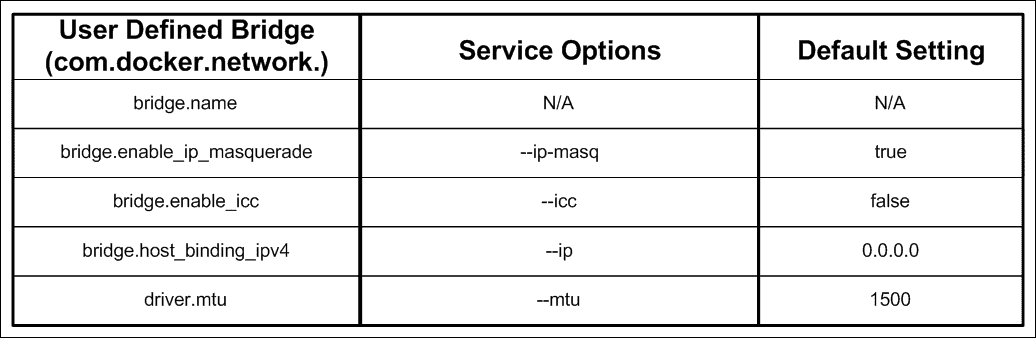 User Defined Bridge
(com.docker.network.) Service Options Default Setting
bridge.name N/A N/A
bridge.enable_ip_masquerade --ip-masq true
bridge.enable_icc --icc false
bridge.host_binding_ipv4 --ip 0.0.0.0
driver.mtu --mtu 1500